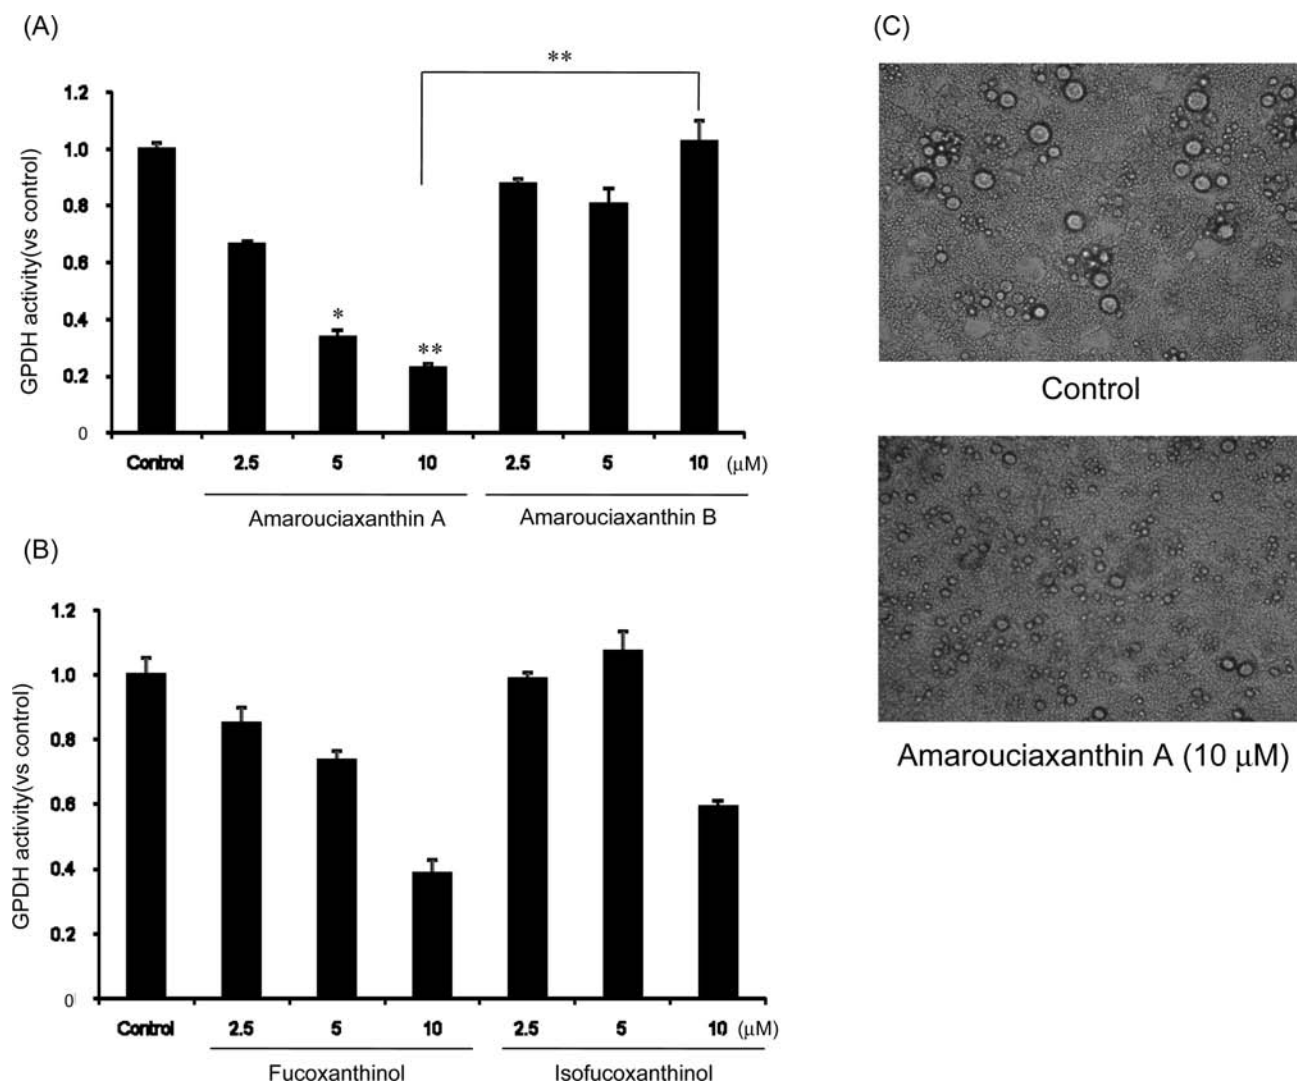 (A)
**
GPDH activity(vs control)
1.2
1.0
0.8
0.6
0.4
0.2
0
*
**
Control 2.5 5 10 2.5 5 10 (μM)
Amarouciaxanthin A Amarouciaxanthin B
(B)
GPDH activity(vs control)
1.2
1.0
0.8
0.6
0.4
0.2
0
Control 2.5 5 10 2.5 5 10 (μM)
Fucoxanthinol Isofucoxanthinol
(C)
Control
Amarouciaxanthin A (10 μM)